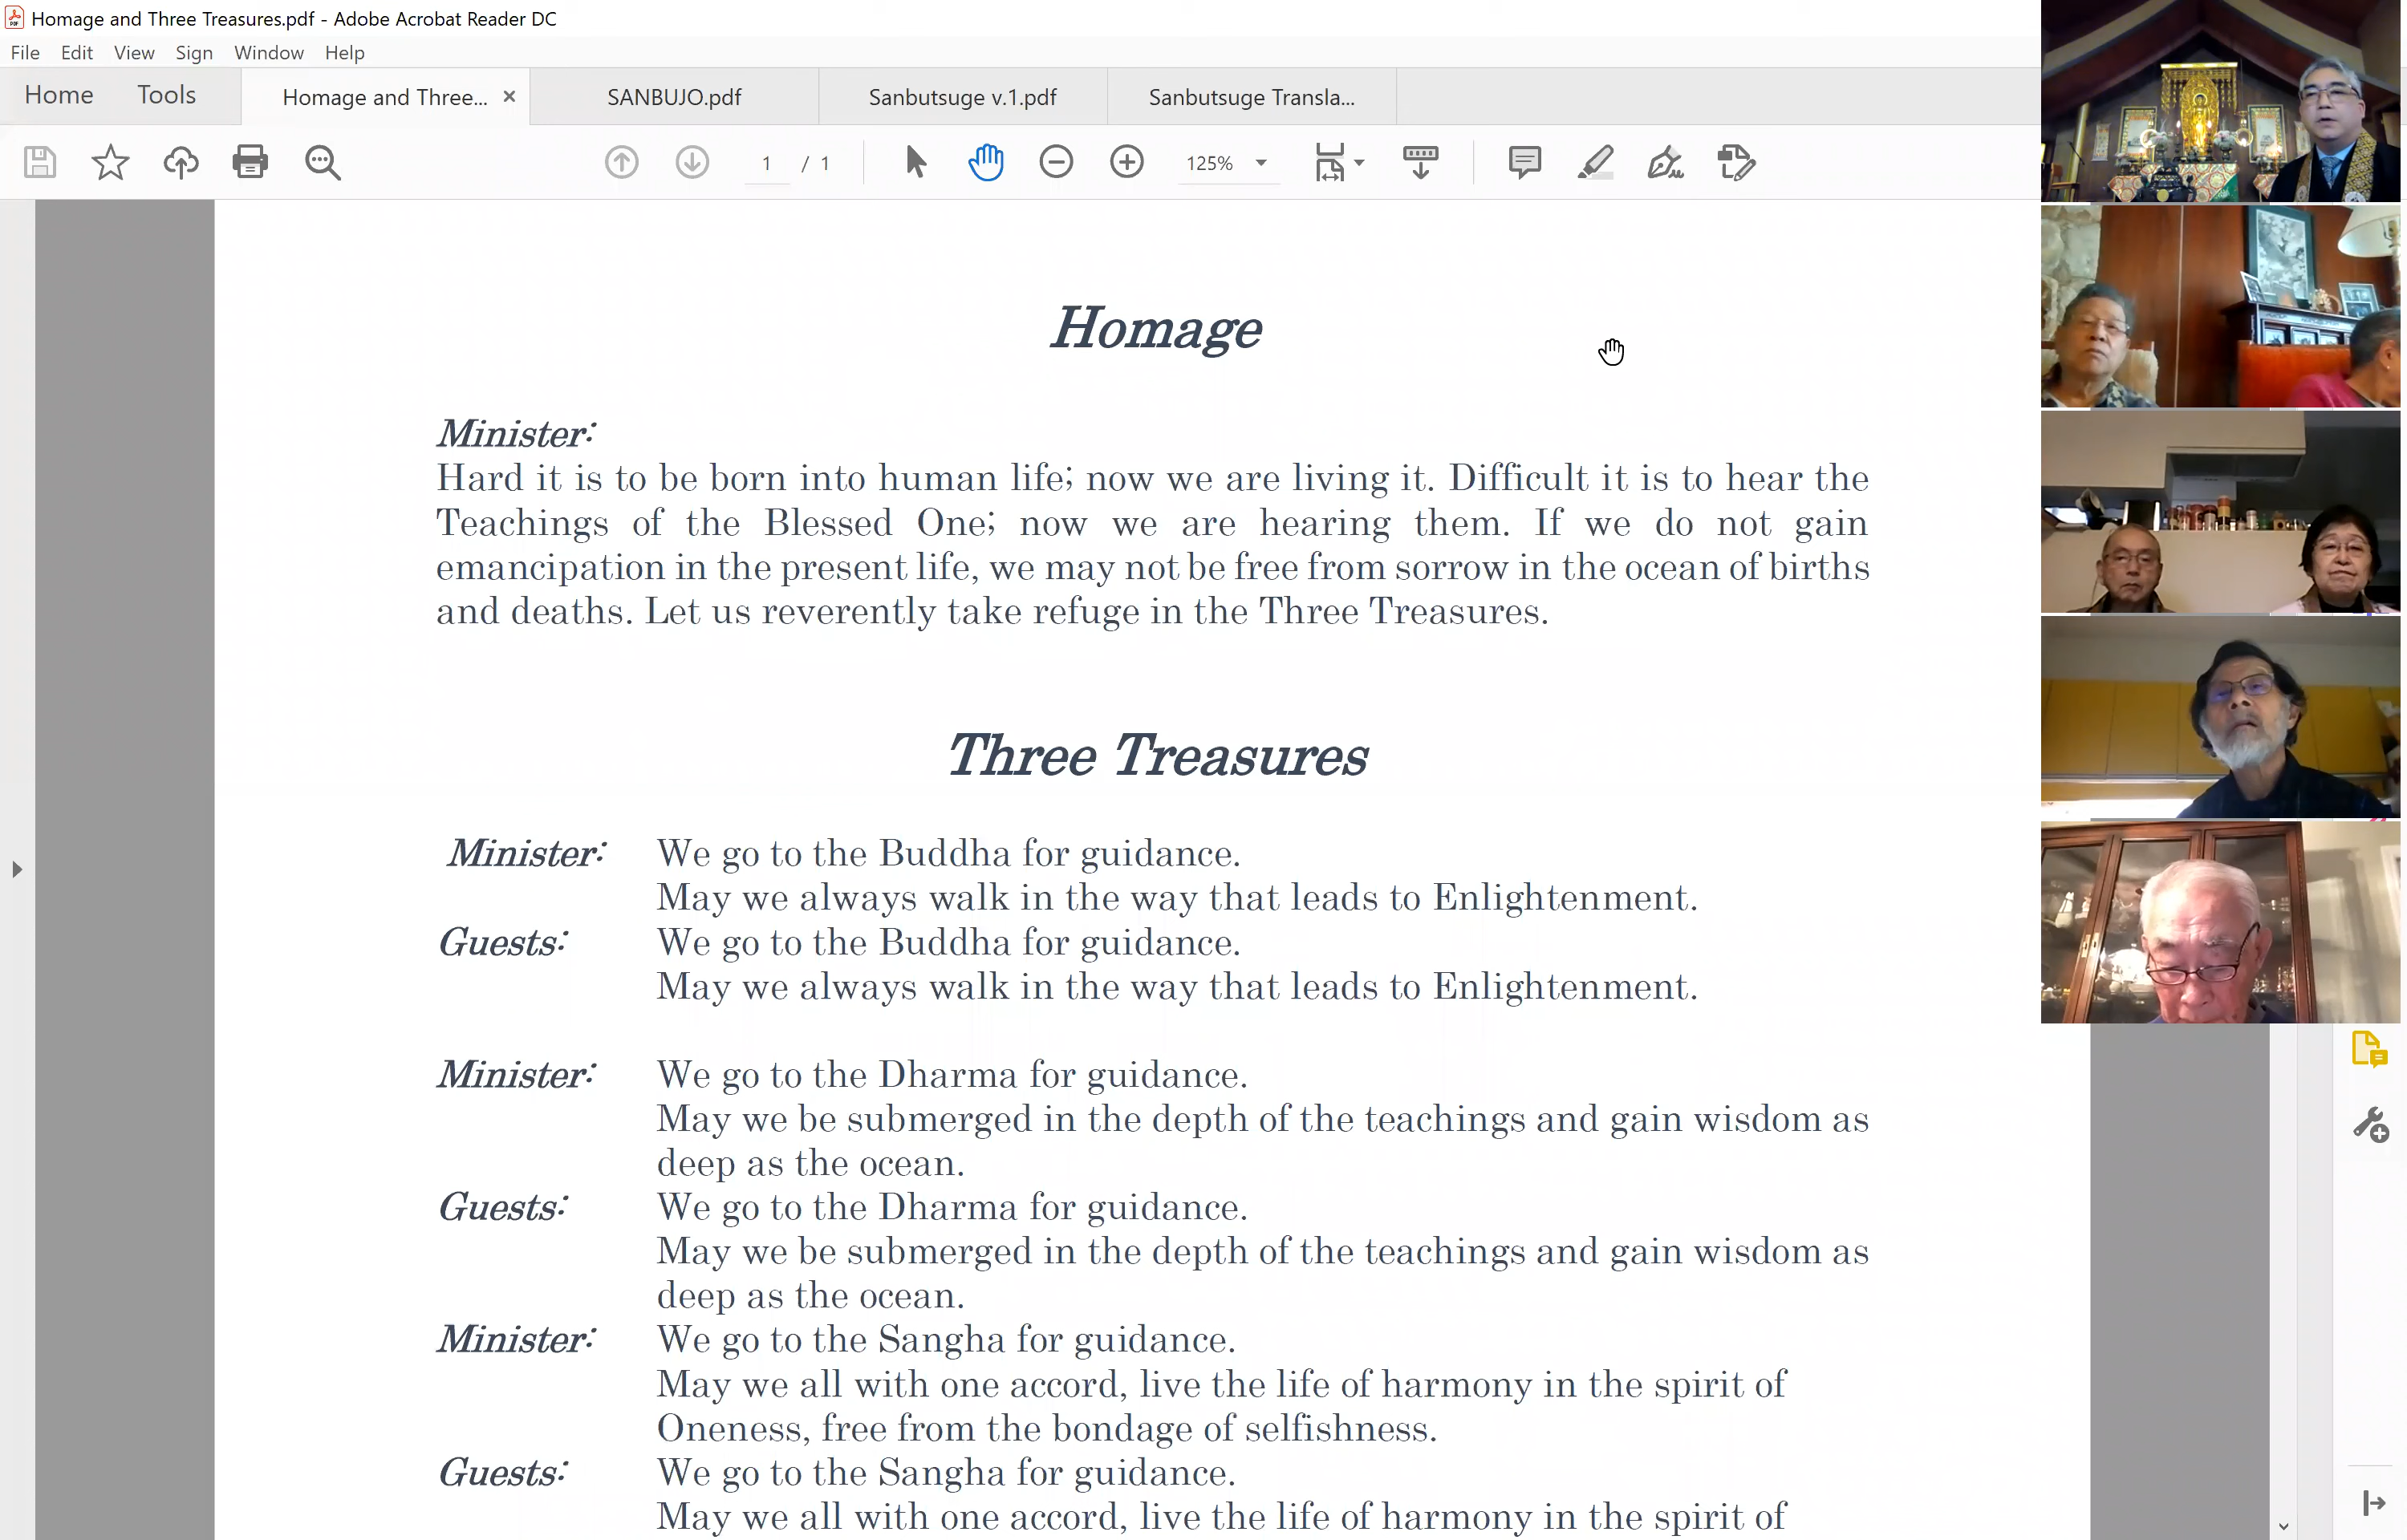 Homage and Three Treasures.pdf - Adobe Acrobat Reader DC
File Edit View Sign Window Help
Home Tools Homage and Three... × SANBUJO.pdf Sanbutsuge v.1.pdf Sanbutsuge Transla...
1 / 1 125%
Homage
Minister:
Hard it is to be born into human life; now we are living it. Difficult it is to hear the
Teachings of the Blessed One; now we are hearing them. If we do not gain
emancipation in the present life, we may not be free from sorrow in the ocean of births
and deaths. Let us reverently take refuge in the Three Treasures.
Three Treasures
Minister: We go to the Buddha for guidance.
May we always walk in the way that leads to Enlightenment.
Guests: We go to the Buddha for guidance.
May we always walk in the way that leads to Enlightenment.
Minister: We go to the Dharma for guidance.
May we be submerged in the depth of the teachings and gain wisdom as
deep as the ocean.
Guests: We go to the Dharma for guidance.
May we be submerged in the depth of the teachings and gain wisdom as
deep as the ocean.
Minister: We go to the Sangha for guidance.
May we all with one accord, live the life of harmony in the spirit of
Oneness, free from the bondage of selfishness.
Guests: We go to the Sangha for guidance.
May we all with one accord, live the life of harmony in the spirit of